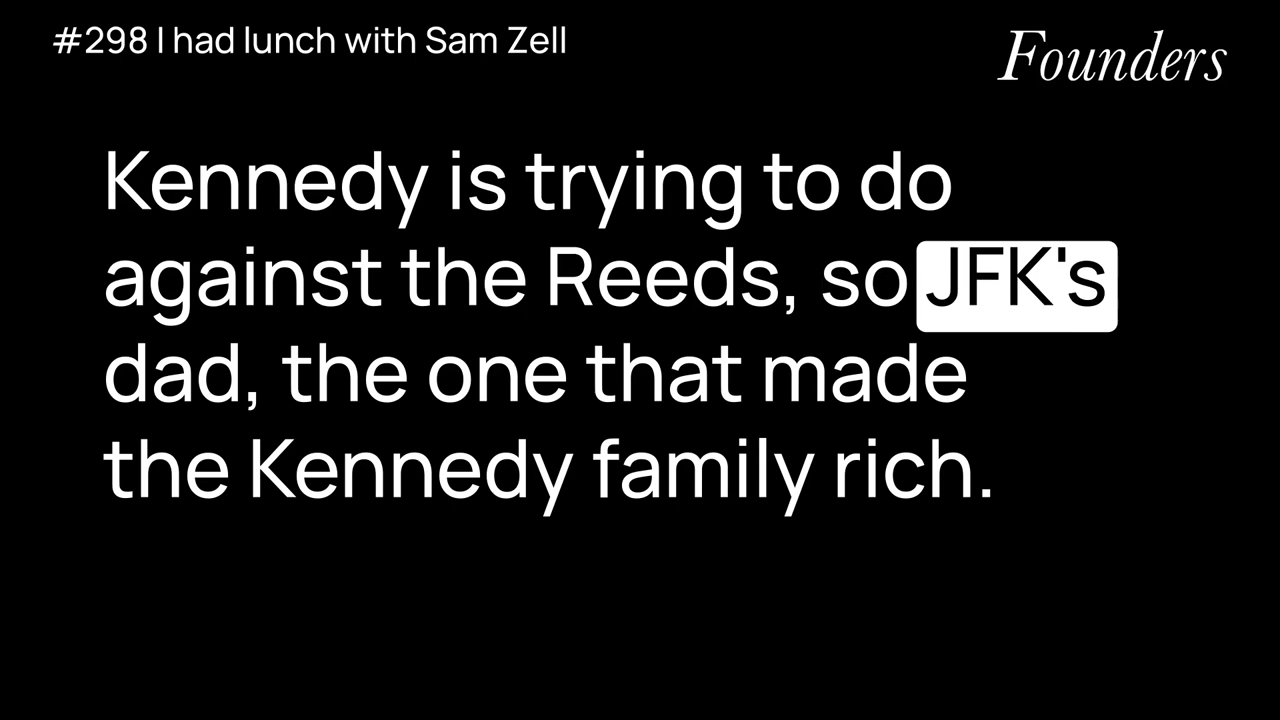 #298 I had lunch with Sam Zell
Founders
Kennedy is trying to do
against the Reeds, so JFK's
dad, the one that made
the Kennedy family rich.